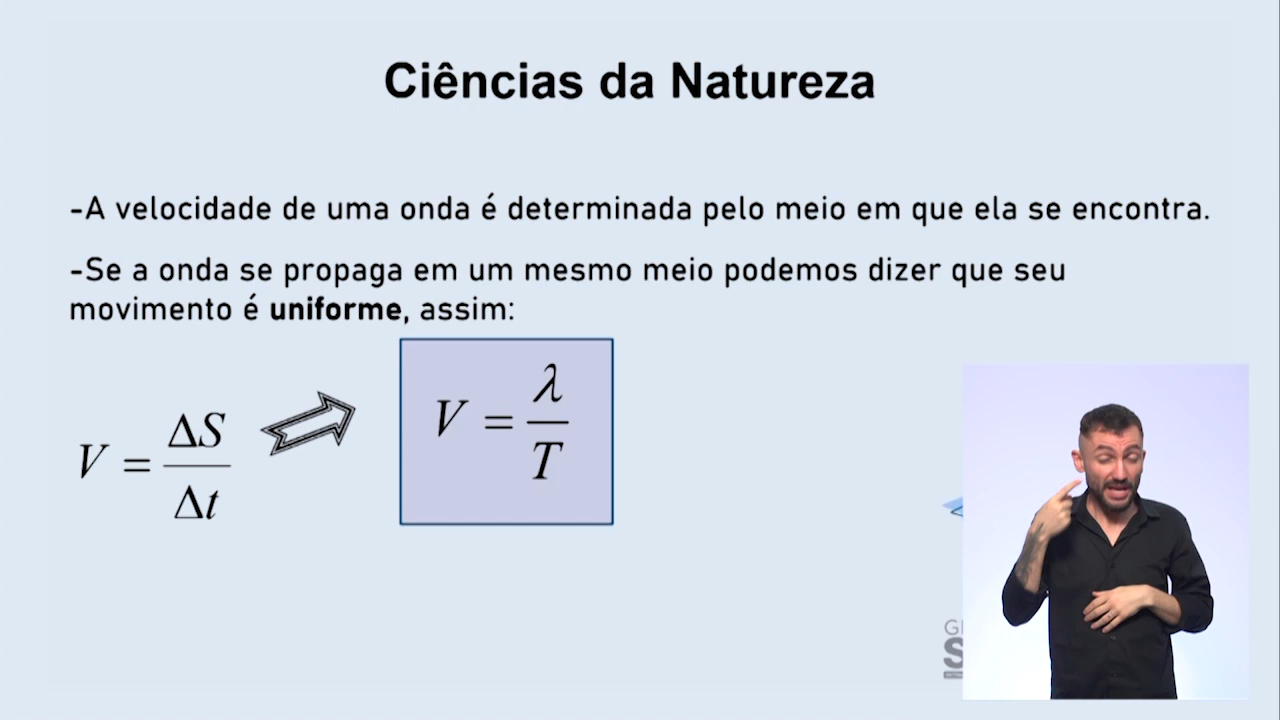 Ciências da Natureza
-A velocidade de uma onda é determinada pelo meio em que ela se encontra.
-Se a onda se propaga em um mesmo meio podemos dizer que seu
movimento é uniforme, assim:
V = ΔS / Δt
V = λ / T